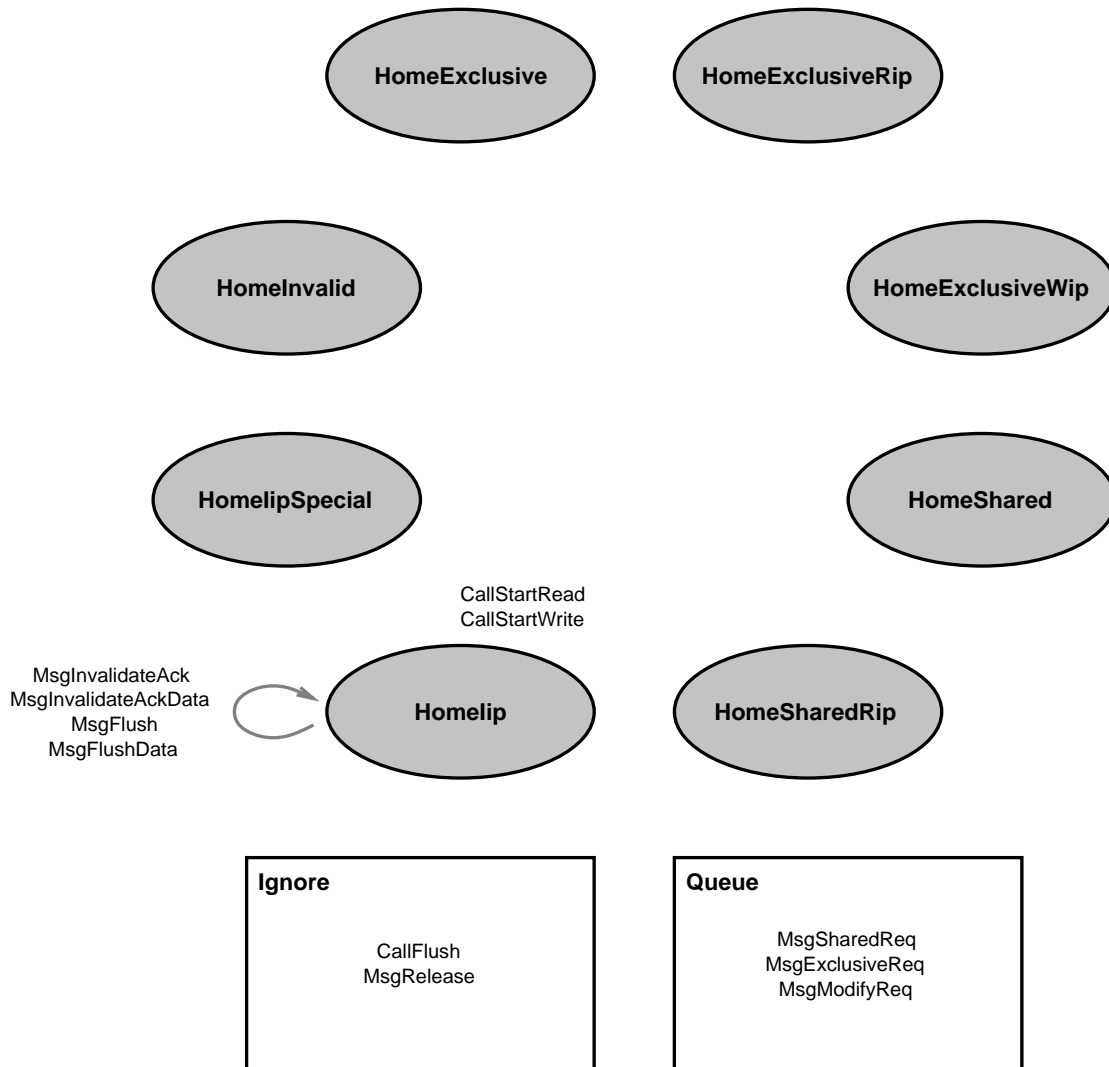 HomeExclusive
HomeExclusiveRip
HomeInvalid
HomeExclusiveWip
HomeIipSpecial
HomeShared
CallStartRead
CallStartWrite
MsgInvalidateAck
MsgInvalidateAckData
MsgFlush
MsgFlushData
HomeIip
HomeSharedRip
Ignore
CallFlush
MsgRelease
Queue
MsgSharedReq
MsgExclusiveReq
MsgModifyReq